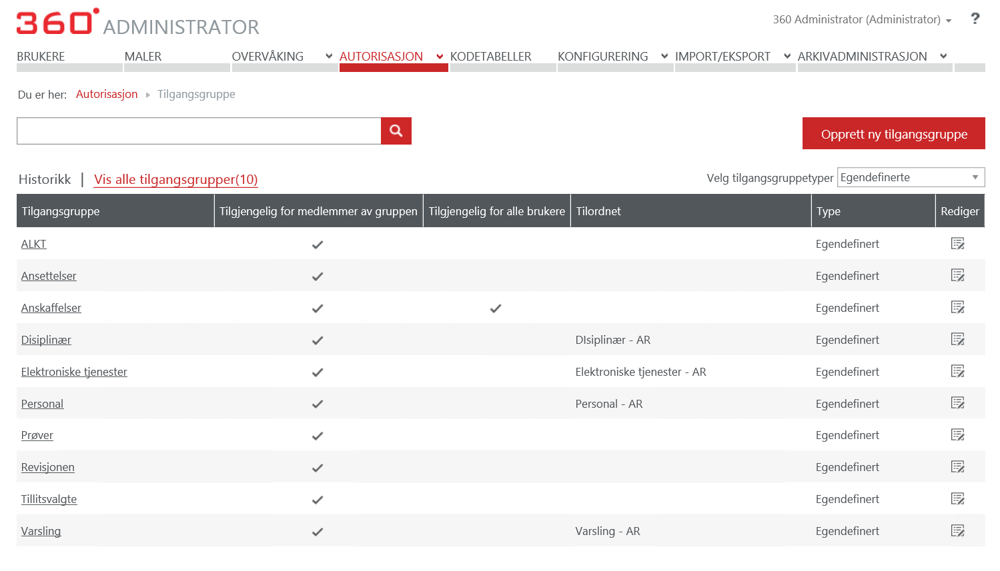 360° ADMINISTRATOR
360 Administrator (Administrator)
?
BRUKERE MALER OVERVÅKING AUTORISASJON KODETABELLER KONFIGURERING IMPORT/EKSPORT ARKIVADMINISTRASJON
Du er her: Autorisasjon Tilgangsgruppe
Opprett ny tilgangsgruppe
Historikk | Vis alle tilgangsgrupper(10)
Velg tilgangsgruppetyper Egendefinerte
Tilgangsgruppe Tilgjengelig for medlemmer av gruppen Tilgjengelig for alle brukere Tilordnet Type Rediger
ALKT Egendefinert
Ansettelser Egendefinert
Anskaffelser Egendefinert
Disiplinær DIsiplinær - AR Egendefinert
Elektroniske tjenester Elektroniske tjenester - AR Egendefinert
Personal Personal - AR Egendefinert
Prøver Egendefinert
Revisjonen Egendefinert
Tillitsvalgte Egendefinert
Varsling Varsling - AR Egendefinert